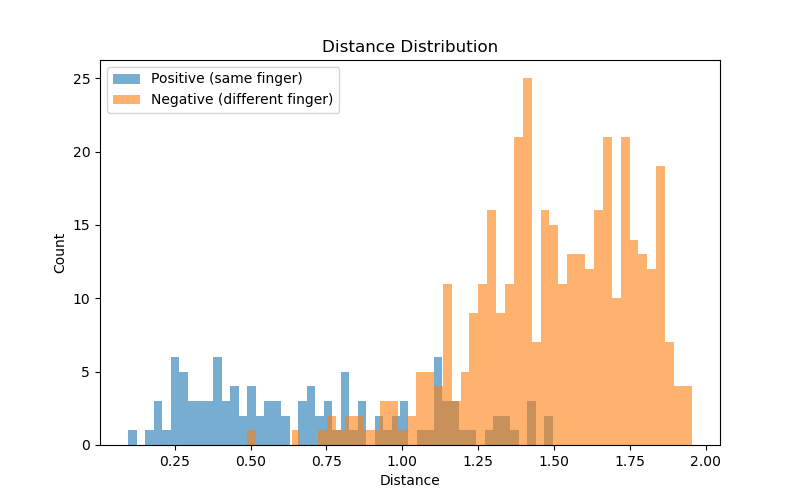 Distance Distribution
Positive (same finger)
Negative (different finger)
25
20
15
10
5
0
Count
0.25 0.50 0.75 1.00 1.25 1.50 1.75 2.00
Distance